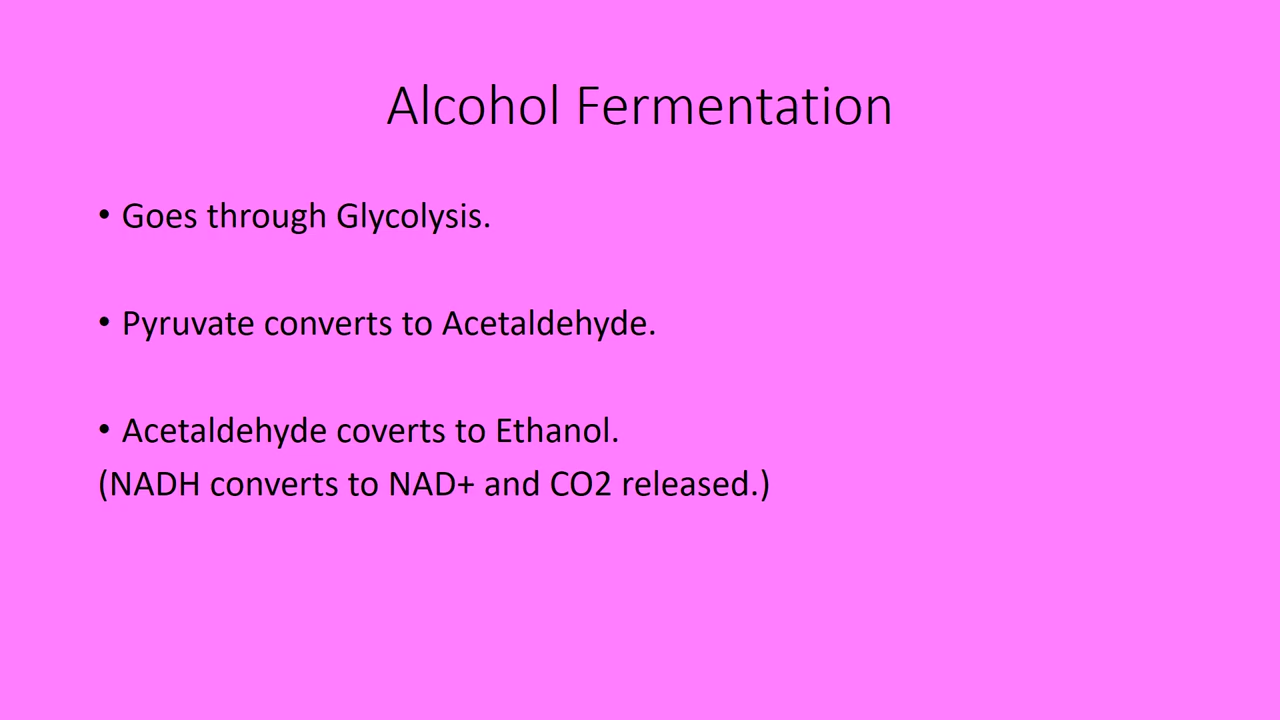 Alcohol Fermentation
• Goes through Glycolysis.
• Pyruvate converts to Acetaldehyde.
• Acetaldehyde coverts to Ethanol.
(NADH converts to NAD+ and CO2 released.)